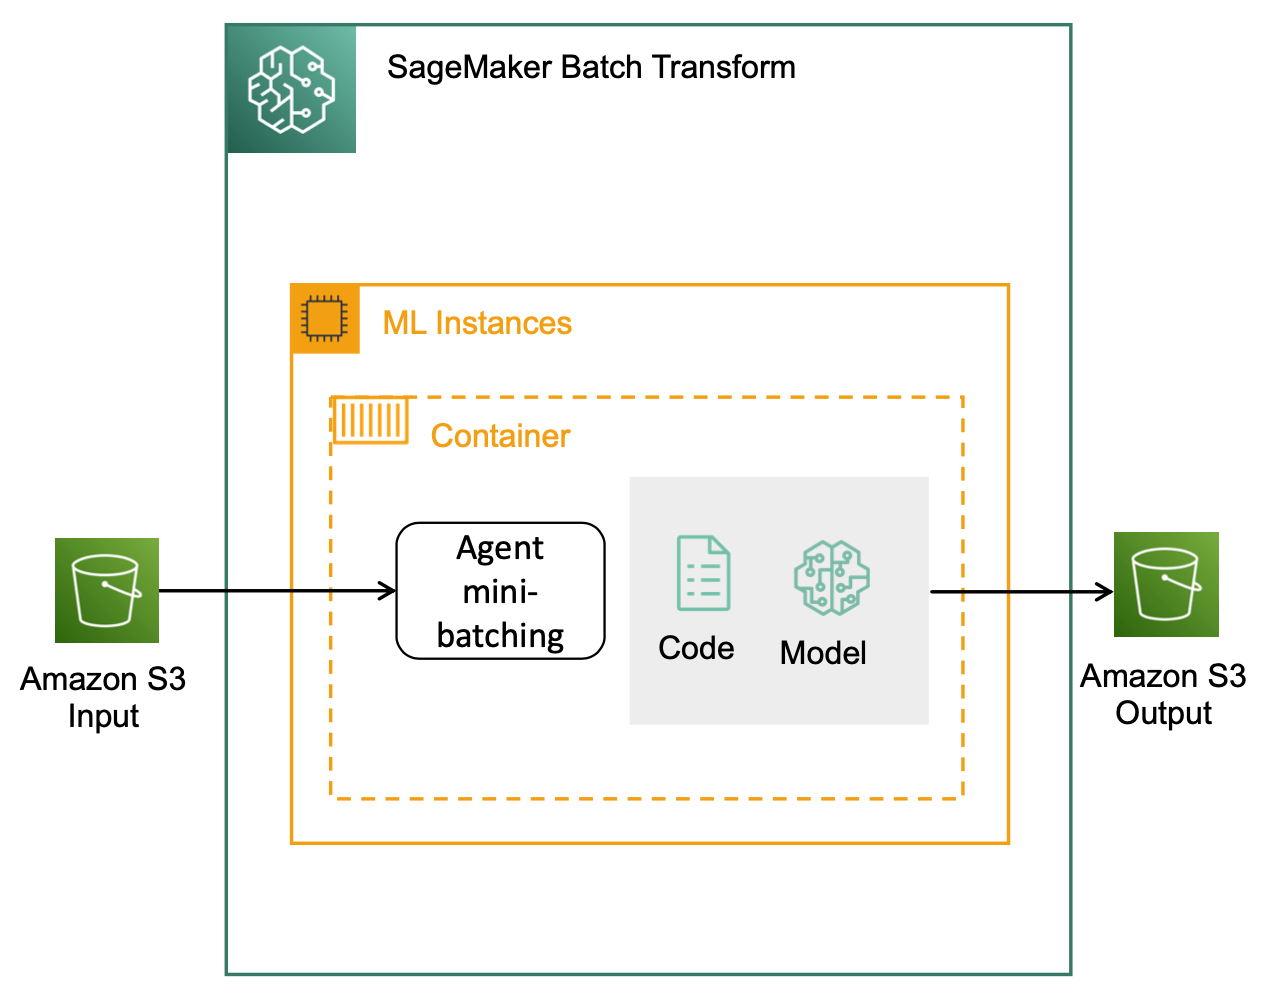 SageMaker Batch Transform
ML Instances
Container
Agent
mini-
batching
Code
Model
Amazon S3
Input
Amazon S3
Output